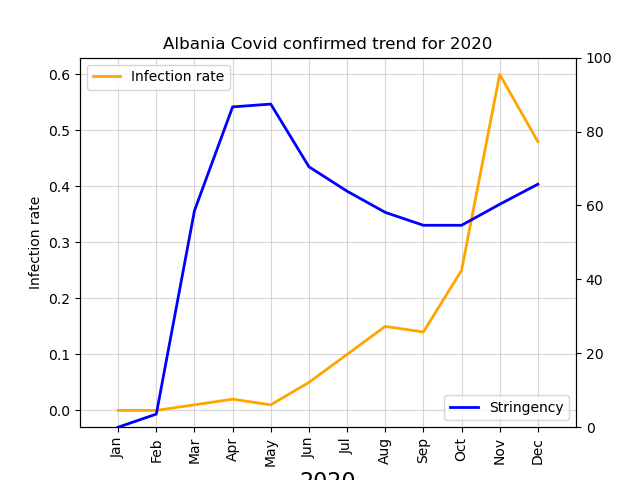 Albania Covid confirmed trend for 2020
Infection rate
Infection rate
0.6
0.5
0.4
0.3
0.2
0.1
0.0
100
80
60
40
20
0
Stringency
Jan
Feb
Mar
Apr
May
Jun
Jul
Aug
Sep
Oct
Nov
Dec
2020